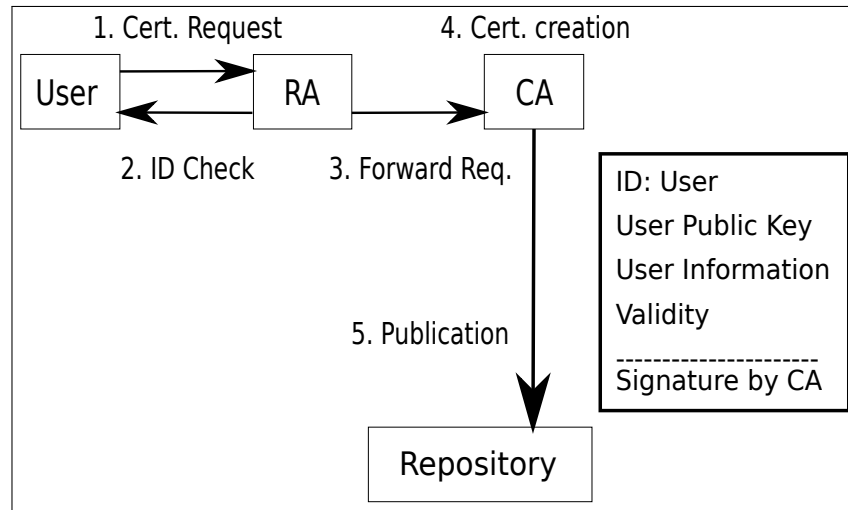 1. Cert. Request
4. Cert. creation
User
RA
CA
2. ID Check
3. Forward Req.
ID: User
User Public Key
User Information
Validity
----------------------
Signature by CA
5. Publication
Repository